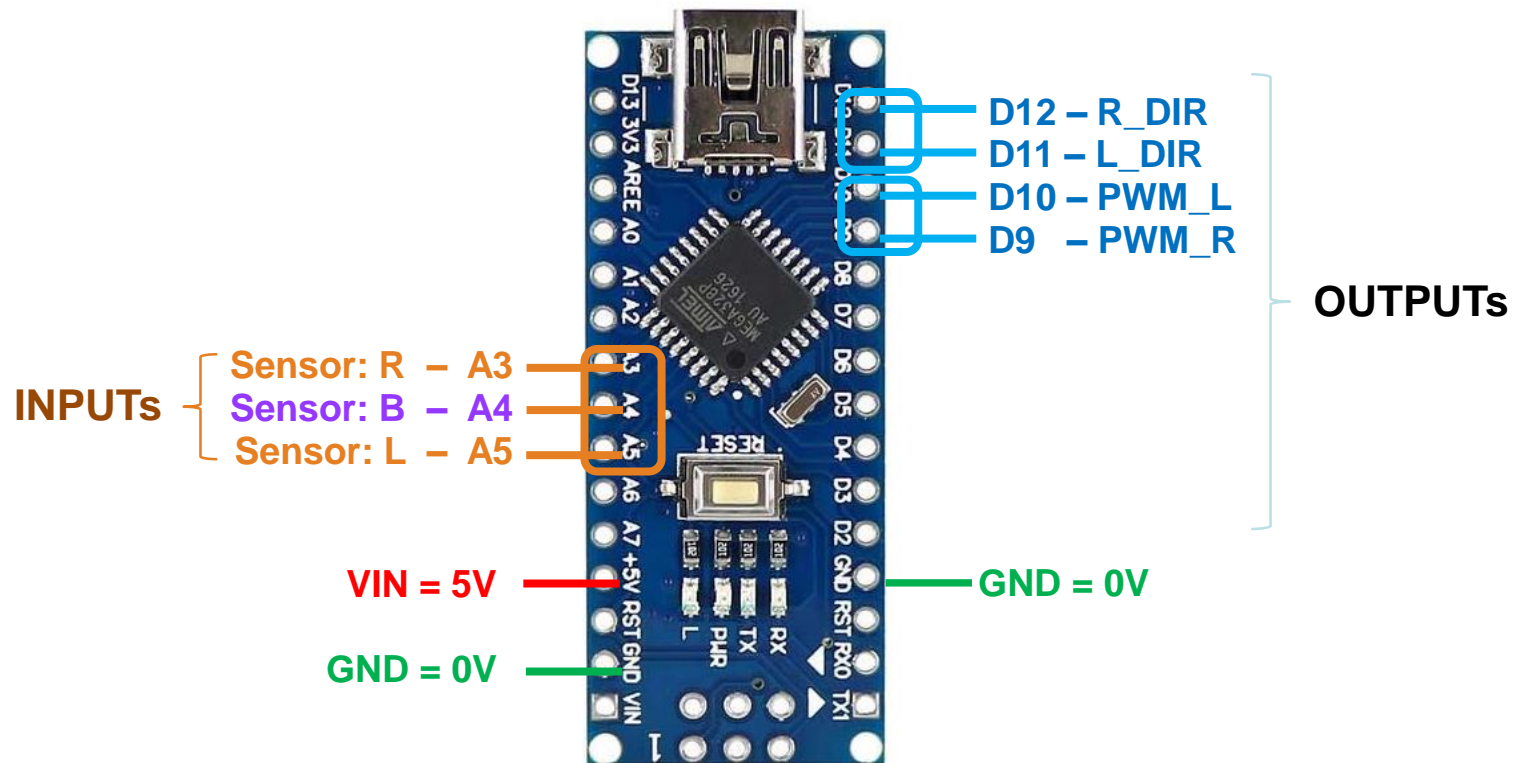 D12 – R_DIR
D11 – L_DIR
D10 – PWM_L
D9 – PWM_R
OUTPUTs
INPUTs
Sensor: R – A3
Sensor: B – A4
Sensor: L – A5
VIN = 5V
GND = 0V
GND = 0V
D13
3V3
AREE
A0
A1
A2
A3
A4
A5
A6
A7
+5V
RST
GND
VIN
D8
D7
D6
D5
D4
D3
D2
GND
RST
RX0
TX1
ATMEL
MEGA328P
AU 1626
RESET
L
PWR
TX
RX
1